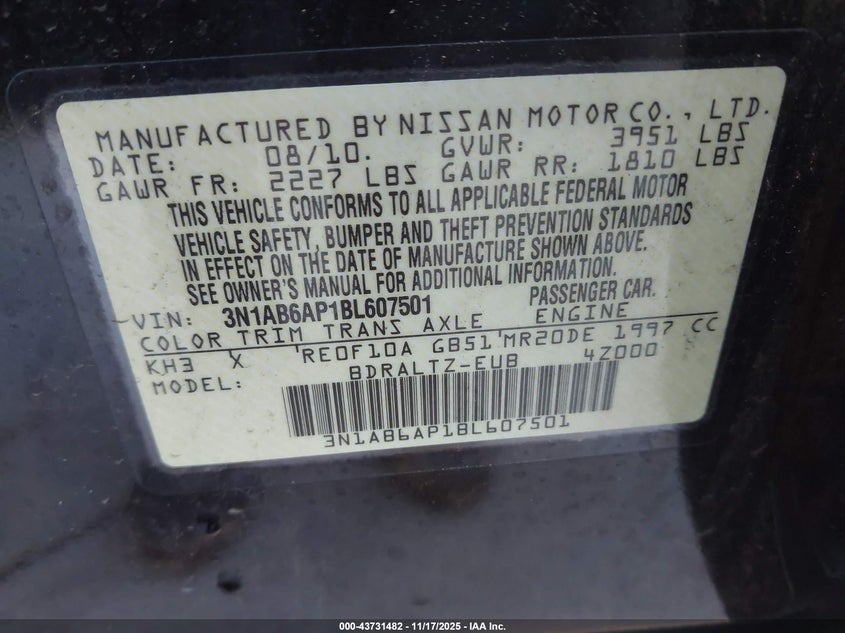 MANUFACTURED BY NISSAN MOTOR CO., LTD.
DATE: 08/10. GVWR: 3951 LBS
GAWR FR: 2227 LBS GAWR RR: 1810 LBS
THIS VEHICLE CONFORMS TO ALL APPLICABLE FEDERAL MOTOR
VEHICLE SAFETY, BUMPER AND THEFT PREVENTION STANDARDS
IN EFFECT ON THE DATE OF MANUFACTURE SHOWN ABOVE.
SEE OWNER'S MANUAL FOR ADDITIONAL INFORMATION.
VIN: 3N1AB6AP1BL607501 PASSENGER CAR.
COLOR TRIM TRANS AXLE ENGINE
KH3 X RE0F10A GB51 MR20DE 1997 CC
MODEL: BDRALTZ-EUB 4Z000
3N1AB6AP1BL607501
000-43731482 - 11/17/2025 - IAA Inc.